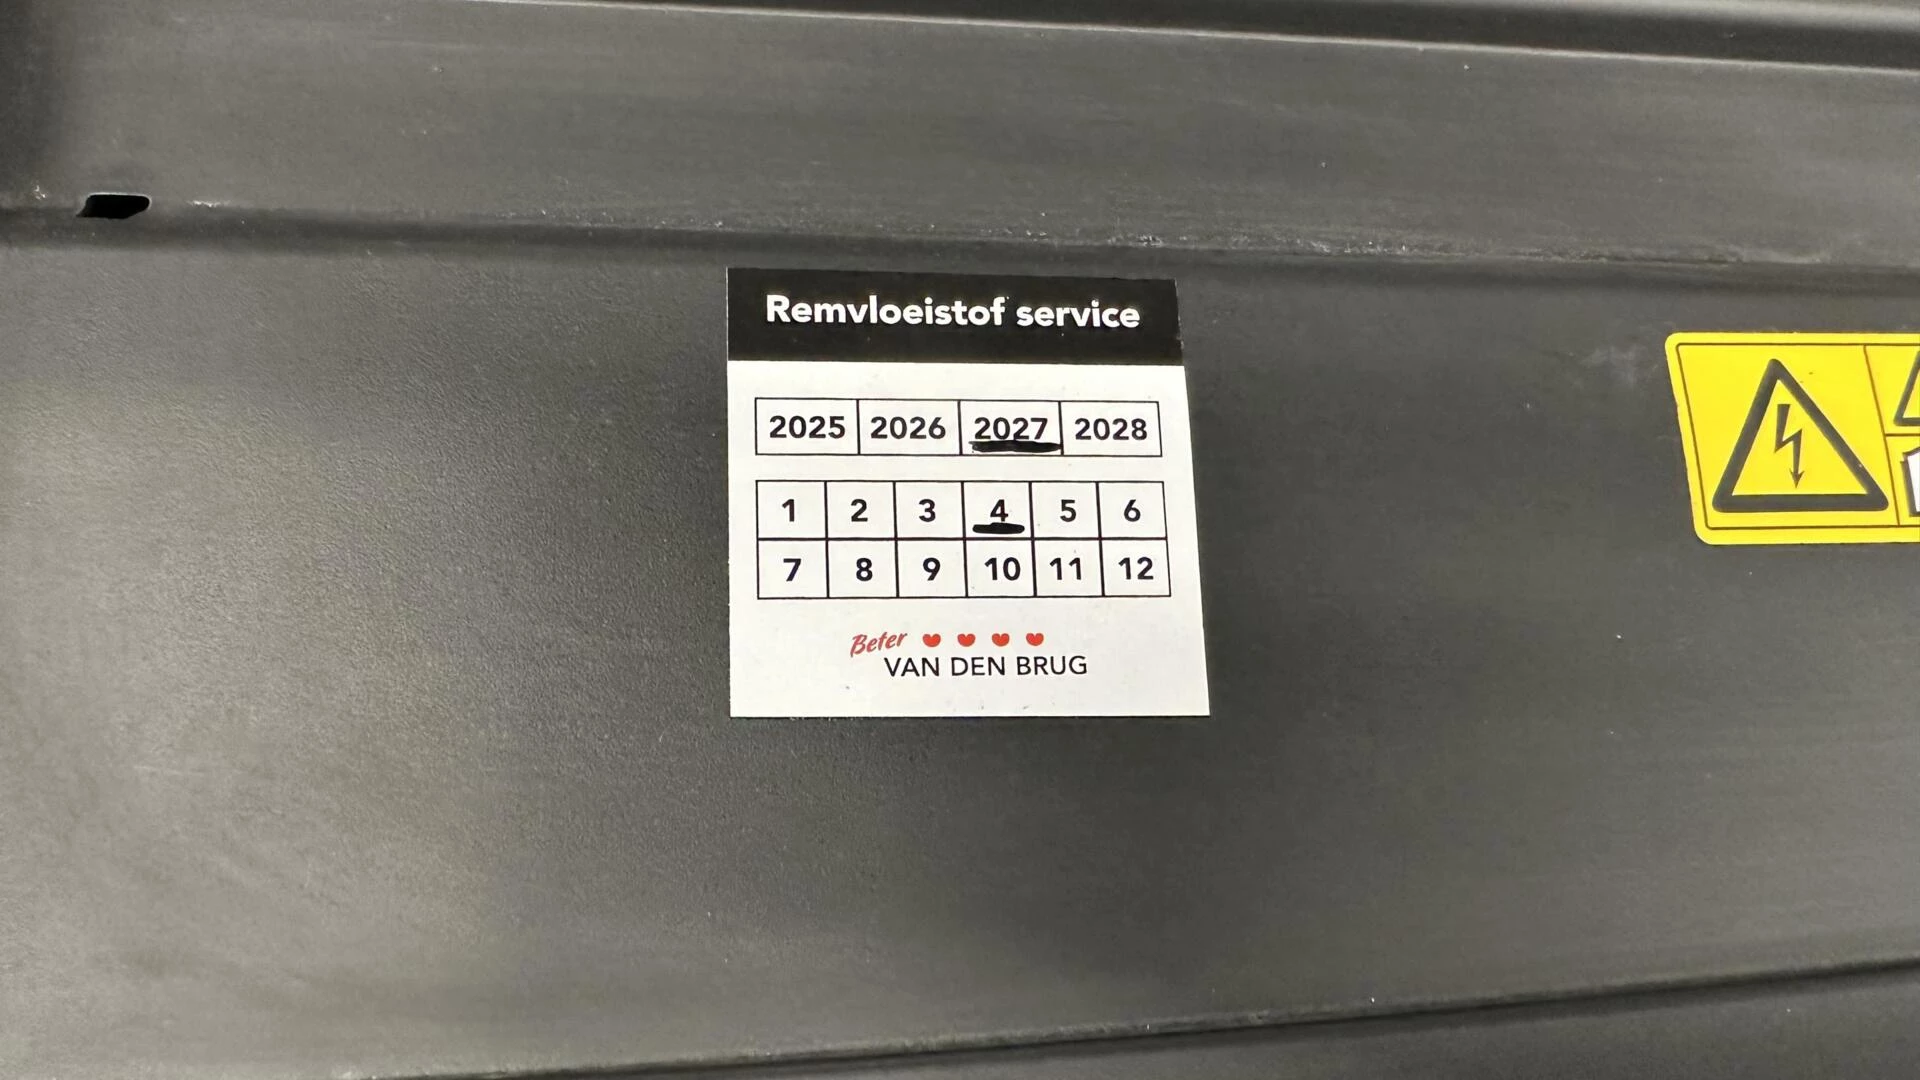 Remvloeistof service
2025 2026 2027 2028
1 2 3 4 5 6
7 8 9 10 11 12
Beter
VAN DEN BRUG